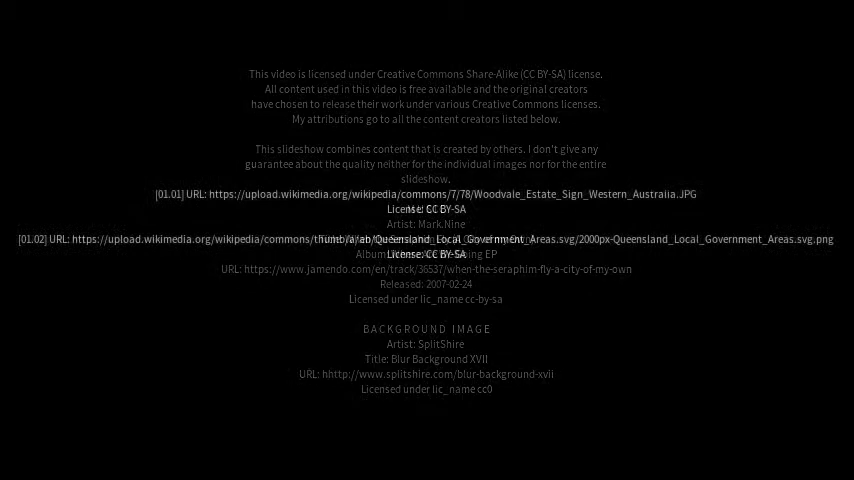 This video is licensed under Creative Commons Share-Alike (CC BY-SA) license.
All content used in this video is free available and the original creators
have chosen to release their work under various Creative Commons licenses.
My attributions go to all the content creators listed below.
This slideshow combines content that is created by others. I don't give any
guarantee about the quality neither for the individual images nor for the entire
slideshow.
[01.01] URL: https://upload.wikimedia.org/wikipedia/commons/7/78/Woodvale_Estate_Sign_Western_Australia.JPG
License: CC BY-SA
Artist: Mark.Nine
[01.02] URL: https://upload.wikimedia.org/wikipedia/commons/thumb/a/ab/Queensland_Local_Government_Areas.svg/2000px-Queensland_Local_Government_Areas.svg.png
License: CC BY-SA
Album: EP
URL: https://www.jamendo.com/en/track/36537/when-the-seraphim-fly-a-city-of-my-own
Released: 2007-02-24
Licensed under lic_name cc-by-sa
BACKGROUND IMAGE
Artist: SplitShire
Title: Blur Background XVII
URL: hhttp://www.splitshire.com/blur-background-xvii
Licensed under lic_name cc0